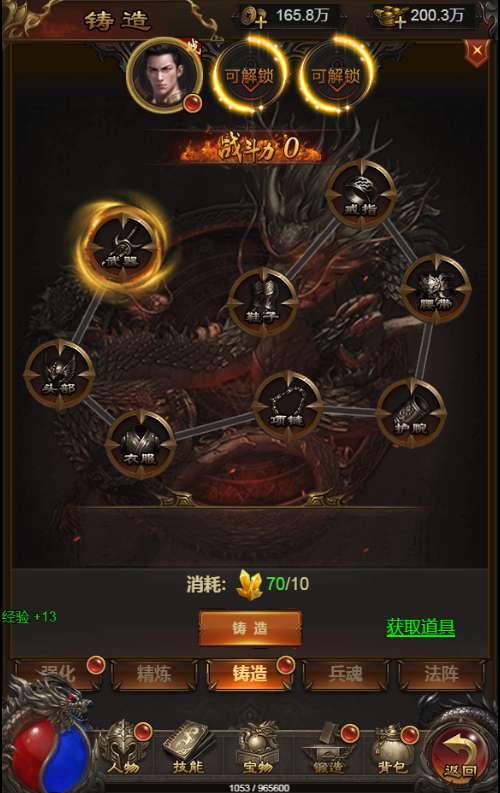 铸造
165.8万
200.3万
战
可解锁
可解锁
战斗力 0
戒指
武器
腰带
鞋子
头部
项链
护腕
衣服
消耗: 70/10
经验 +13
铸造
获取道具
强化
精炼
铸造
兵魂
法阵
人物
技能
宝物
锻造
背包
返回
1053 / 965600